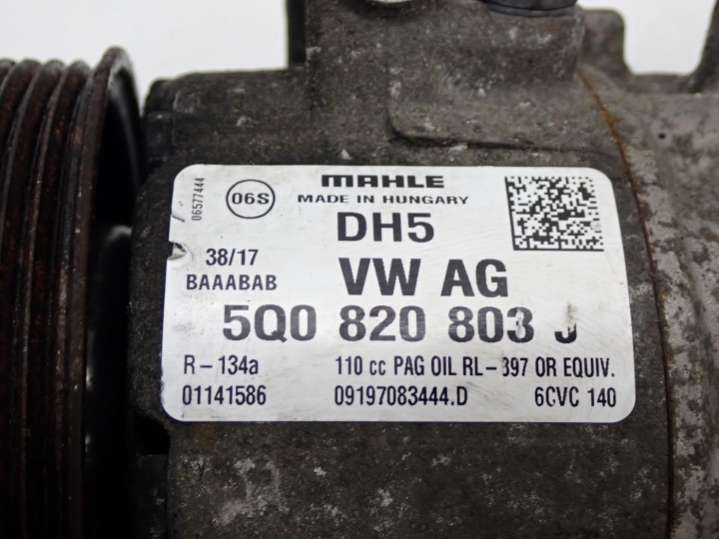 06577444
06S
MAHLE
MADE IN HUNGARY
DH5
38/17
BAAABAB
VW AG
5Q0 820 803 J
R-134a 110 cc PAG OIL RL-897 OR EQUIV.
01141586 09197083444.D 6CVC 140